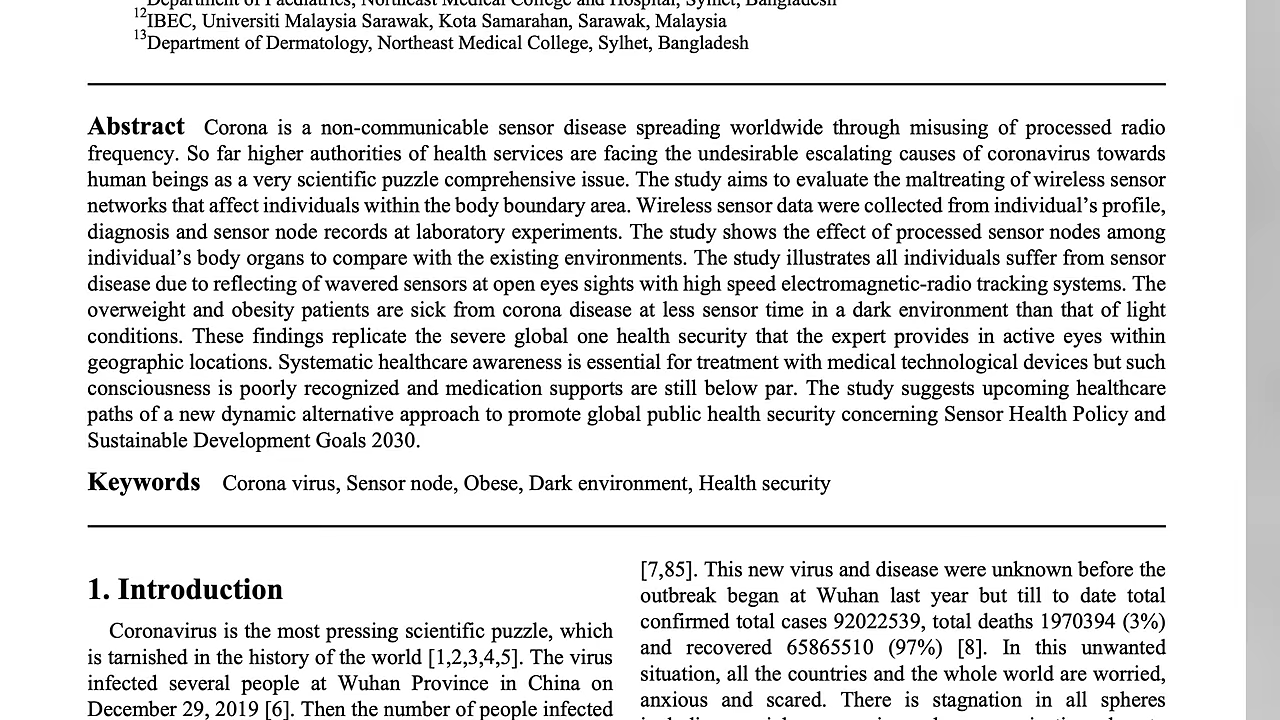 Department of Paediatrics, Northeast Medical College and Hospital, Sylhet, Bangladesh
12IBEC, Universiti Malaysia Sarawak, Kota Samarahan, Sarawak, Malaysia
13Department of Dermatology, Northeast Medical College, Sylhet, Bangladesh
Abstract Corona is a non-communicable sensor disease spreading worldwide through misusing of processed radio
frequency. So far higher authorities of health services are facing the undesirable escalating causes of coronavirus towards
human beings as a very scientific puzzle comprehensive issue. The study aims to evaluate the maltreating of wireless sensor
networks that affect individuals within the body boundary area. Wireless sensor data were collected from individual’s profile,
diagnosis and sensor node records at laboratory experiments. The study shows the effect of processed sensor nodes among
individual’s body organs to compare with the existing environments. The study illustrates all individuals suffer from sensor
disease due to reflecting of wavered sensors at open eyes sights with high speed electromagnetic-radio tracking systems. The
overweight and obesity patients are sick from corona disease at less sensor time in a dark environment than that of light
conditions. These findings replicate the severe global one health security that the expert provides in active eyes within
geographic locations. Systematic healthcare awareness is essential for treatment with medical technological devices but such
consciousness is poorly recognized and medication supports are still below par. The study suggests upcoming healthcare
paths of a new dynamic alternative approach to promote global public health security concerning Sensor Health Policy and
Sustainable Development Goals 2030.
Keywords Corona virus, Sensor node, Obese, Dark environment, Health security
1. Introduction
Coronavirus is the most pressing scientific puzzle, which
is tarnished in the history of the world [1,2,3,4,5]. The virus
infected several people at Wuhan Province in China on
December 29, 2019 [6]. Then the number of people infected
[7,85]. This new virus and disease were unknown before the
outbreak began at Wuhan last year but till to date total
confirmed total cases 92022539, total deaths 1970394 (3%)
and recovered 65865510 (97%) [8]. In this unwanted
situation, all the countries and the whole world are worried,
anxious and scared. There is stagnation in all spheres